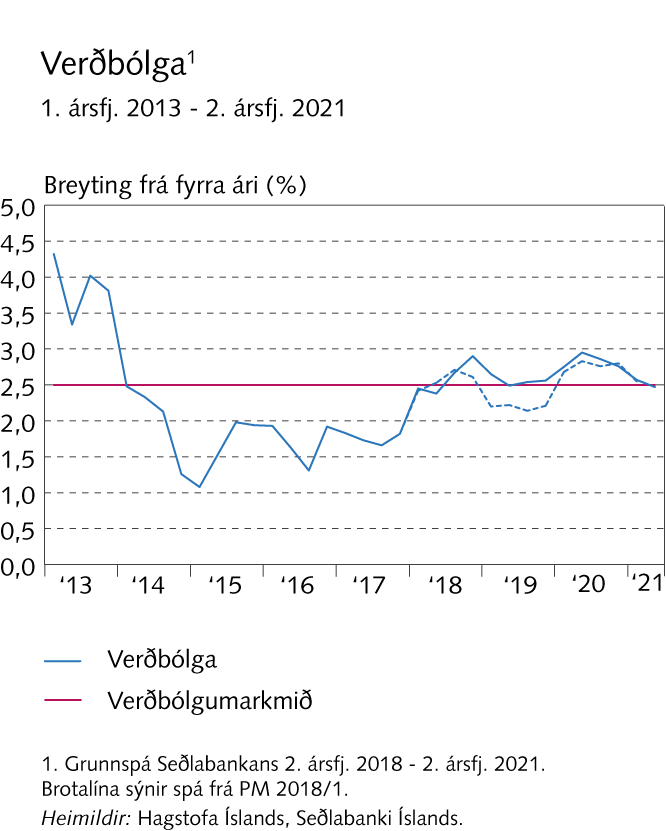 Verðbólga¹
1. ársfj. 2013 - 2. ársfj. 2021
Breyting frá fyrra ári (%)
5,0
4,5
4,0
3,5
3,0
2,5
2,0
1,5
1,0
0,5
0,0
‘13 ‘14 ‘15 ‘16 ‘17 ‘18 ‘19 ‘20 ‘21
Verðbólga
Verðbólgumarkmið
1. Grunnspá Seðlabankans 2. ársfj. 2018 - 2. ársfj. 2021.
Brotalína sýnir spá frá PM 2018/1.
Heimildir: Hagstofa Íslands, Seðlabanki Íslands.